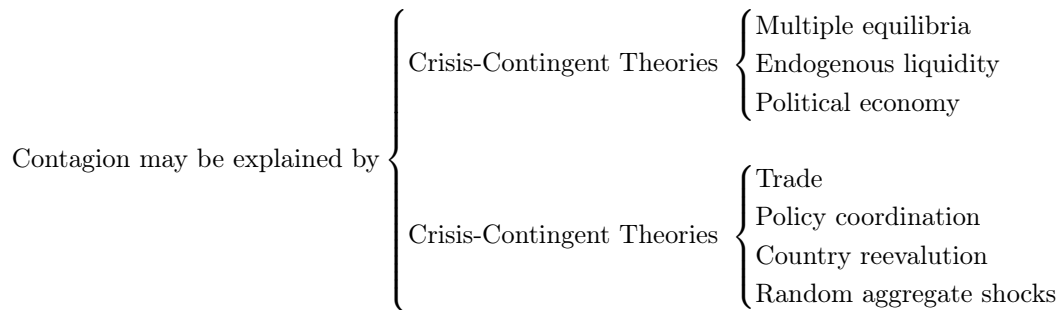 Contagion may be explained by
Crisis-Contingent Theories
Multiple equilibria
Endogenous liquidity
Political economy
Crisis-Contingent Theories
Trade
Policy coordination
Country reevalution
Random aggregate shocks